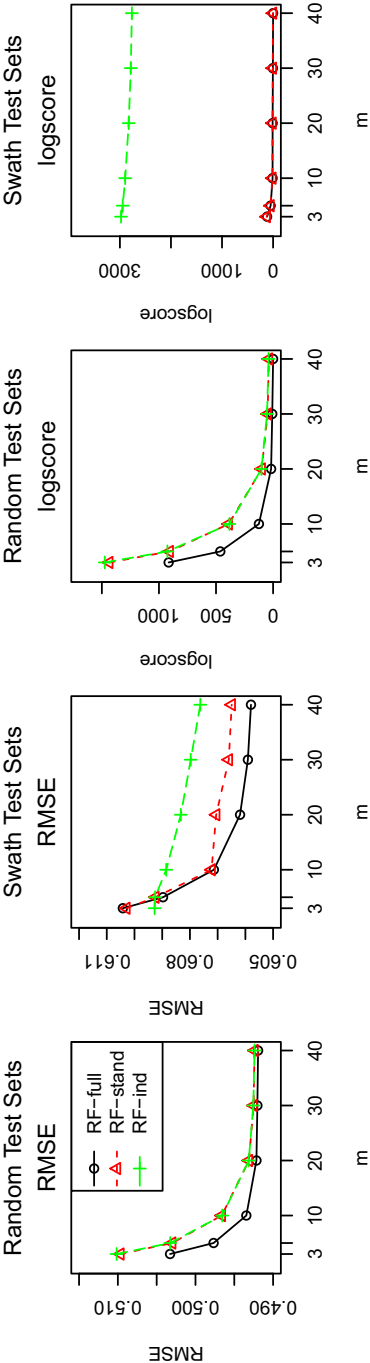 Random Test Sets
RMSE
RMSE
0.490 0.500 0.510
3 10 20 30 40
m
RF−full
RF−stand
RF−ind
Swath Test Sets
RMSE
RMSE
0.605 0.608 0.611
3 10 20 30 40
m
Random Test Sets
logscore
logscore
0 500 1000
3 10 20 30 40
m
Swath Test Sets
logscore
logscore
0 1000 3000
3 10 20 30 40
m